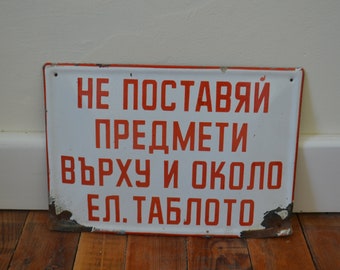 НЕ ПОСТАВЯЙ
ПРЕДМЕТИ
ВЪРХУ И ОКОЛО
ЕЛ. ТАБЛОТО